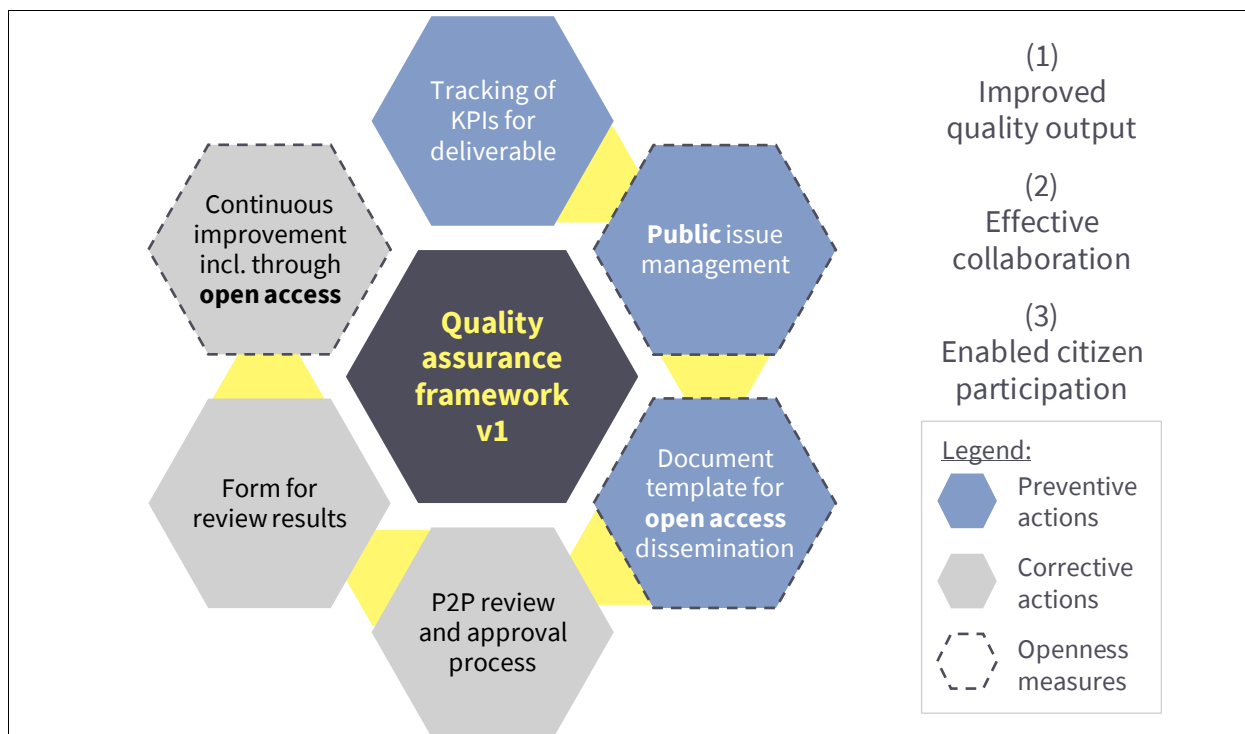 Tracking of
KPIs for
deliverable
Public issue
management
Document
template for
open access
dissemination
P2P review
and approval
process
Form for
review results
Continuous
improvement
incl. through
open access
Quality
assurance
framework
v1
(1)
Improved
quality output
(2)
Effective
collaboration
(3)
Enabled citizen
participation
Legend:
Preventive
actions
Corrective
actions
Openness
measures